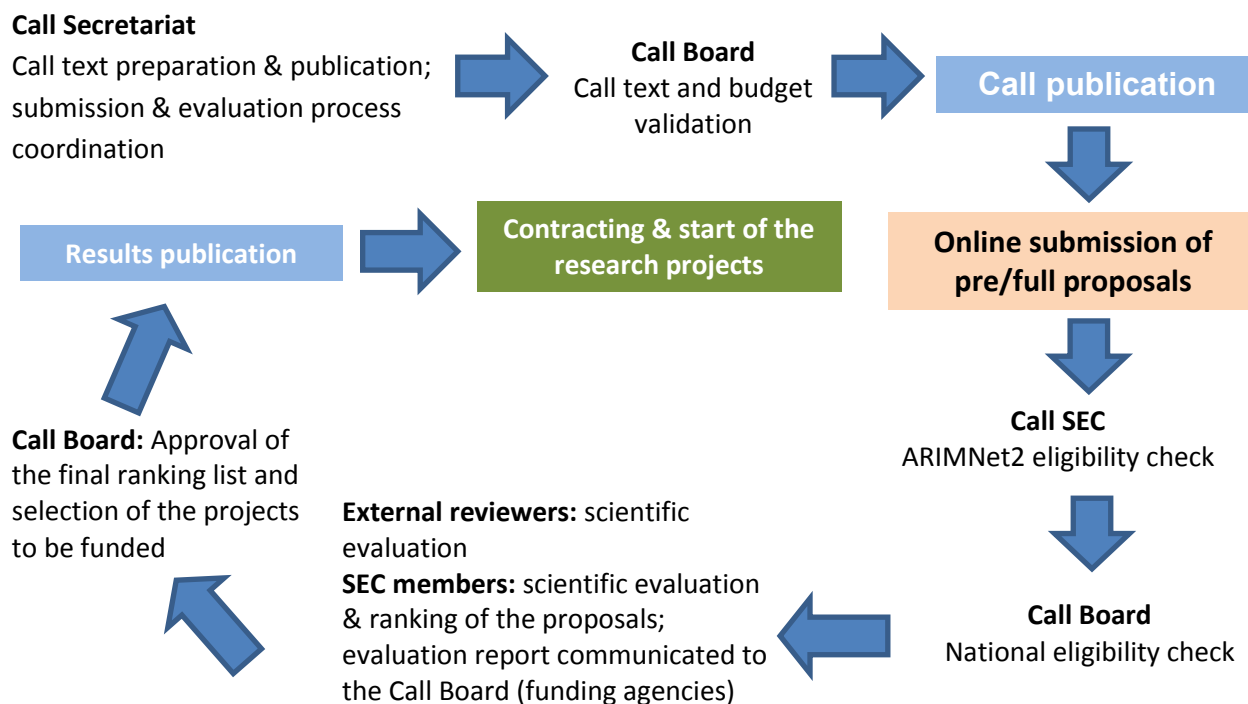 Call Secretariat
Call text preparation & publication;
submission & evaluation process
coordination
Call Board
Call text and budget
validation
Call publication
Online submission of
pre/full proposals
Call SEC
ARIMNet2 eligibility check
Call Board
National eligibility check
External reviewers: scientific
evaluation
SEC members: scientific evaluation
& ranking of the proposals;
evaluation report communicated to
the Call Board (funding agencies)
Call Board: Approval of
the final ranking list and
selection of the projects
to be funded
Results publication
Contracting & start of the
research projects